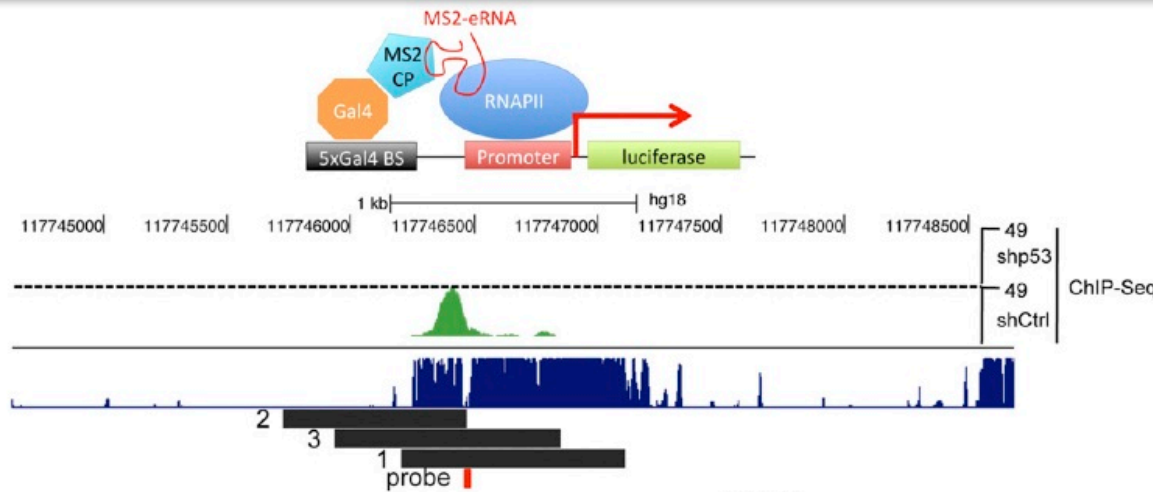 MS2-eRNA
MS2
CP
Gal4
RNAPII
5xGal4 BS
Promoter
luciferase
1 kb
hg18
117745000 117745500 117746000 117746500 117747000 117747500 117748000 117748500
49
shp53
49
shCtrl
ChIP-Seq
2
3
1
probe